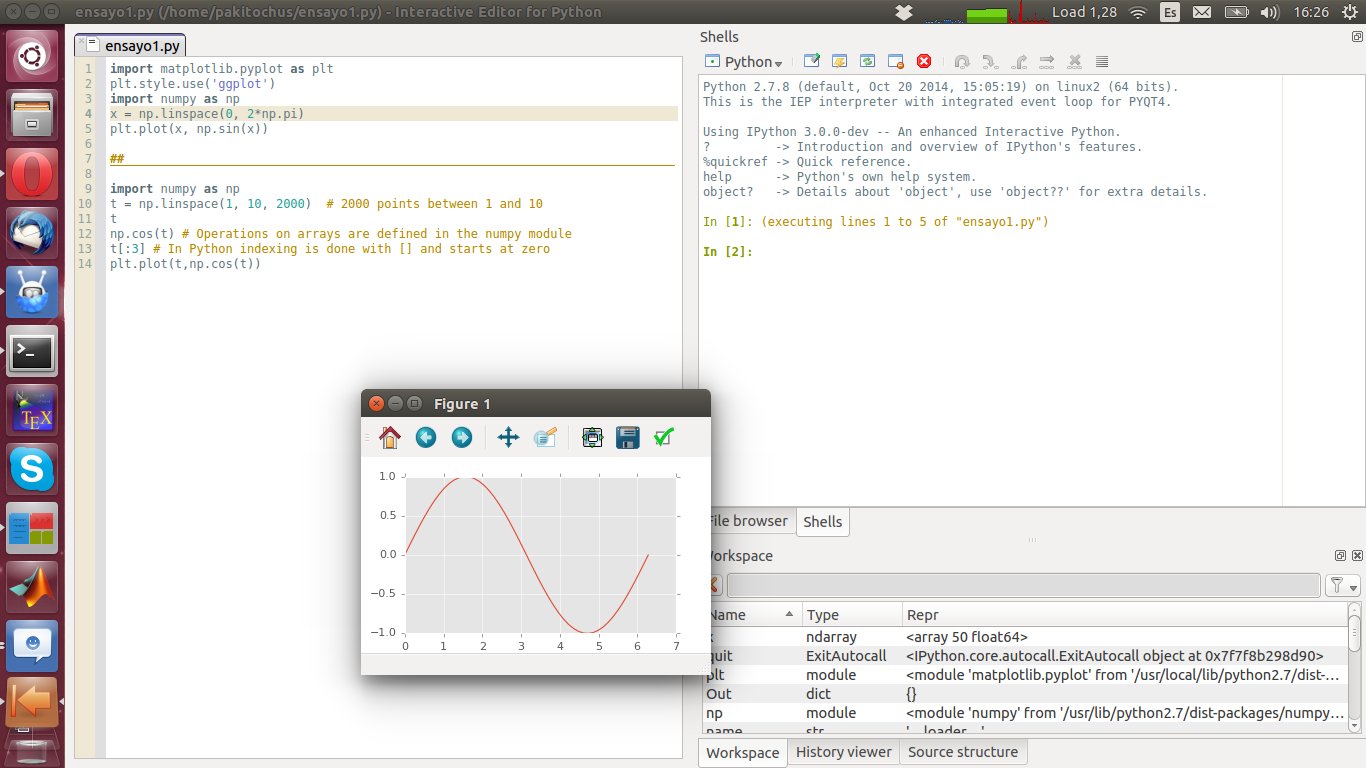 ensayo1.py (/home/pakitochus/ensayo1.py) - Interactive Editor for Python
Load 1,28
Es
16:26
ensayo1.py
1 import matplotlib.pyplot as plt
2 plt.style.use('ggplot')
3 import numpy as np
4 x = np.linspace(0, 2*np.pi)
5 plt.plot(x, np.sin(x))
6
7 ##
8
9 import numpy as np
10 t = np.linspace(1, 10, 2000)  # 2000 points between 1 and 10
11 t
12 np.cos(t) # Operations on arrays are defined in the numpy module
13 t[:3] # In Python indexing is done with [] and starts at zero
14 plt.plot(t,np.cos(t))
TEX
S
Shells
Python
Python 2.7.8 (default, Oct 20 2014, 15:05:19) on linux2 (64 bits).
This is the IEP interpreter with integrated event loop for PYQT4.
Using IPython 3.0.0-dev -- An enhanced Interactive Python.
?         -> Introduction and overview of IPython's features.
%quickref -> Quick reference.
help      -> Python's own help system.
object?   -> Details about 'object', use 'object??' for extra details.
In [1]: (executing lines 1 to 5 of "ensayo1.py")
In [2]:
Figure 1
1.0
0.5
0.0
−0.5
−1.0
0 1 2 3 4 5 6 7
File browser
Shells
Workspace
Name Type Repr
x ndarray <array 50 float64>
quit ExitAutocall <IPython.core.autocall.ExitAutocall object at 0x7f7f8b298d90>
plt module <module 'matplotlib.pyplot' from '/usr/local/lib/python2.7/dist-...
Out dict {}
np module <module 'numpy' from '/usr/lib/python2.7/dist-packages/numpy...
Workspace
History viewer
Source structure